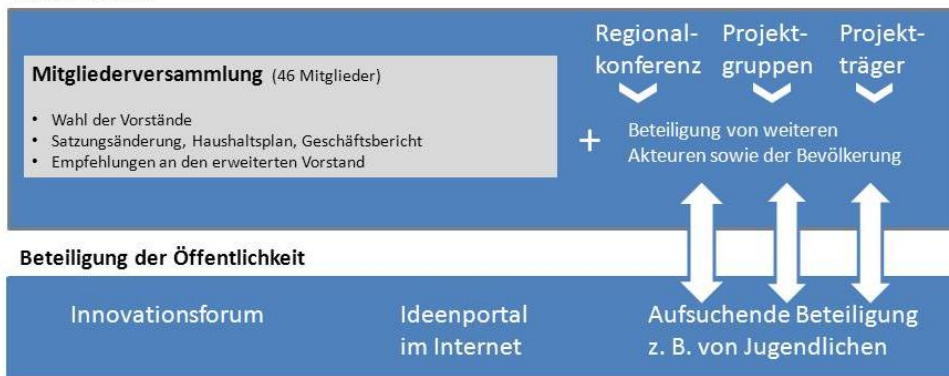 Regional-
konferenz
Projekt-
gruppen
Projekt-
träger
Mitgliederversammlung (46 Mitglieder)
• Wahl der Vorstände
• Satzungsänderung, Haushaltsplan, Geschäftsbericht
• Empfehlungen an den erweiterten Vorstand
+
Beteiligung von weiteren
Akteuren sowie der Bevölkerung
Beteiligung der Öffentlichkeit
Innovationsforum
Ideenportal
im Internet
Aufsuchende Beteiligung
z. B. von Jugendlichen